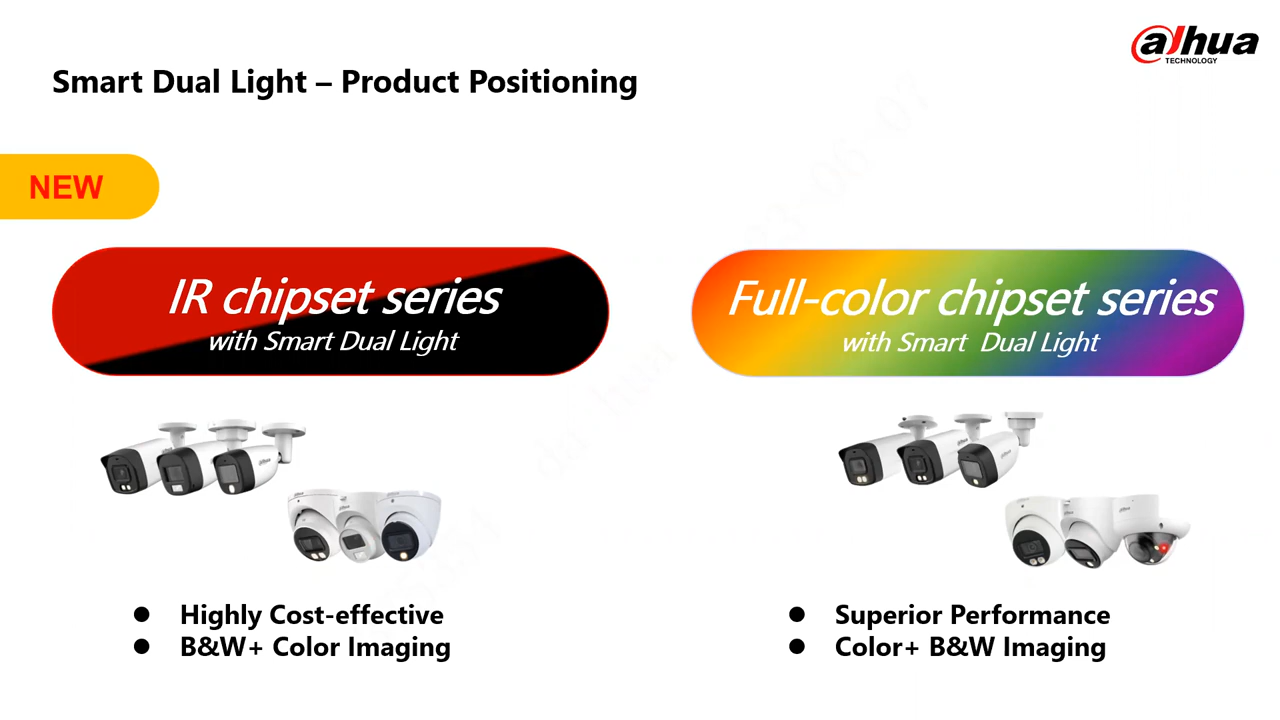 alhua
TECHNOLOGY
Smart Dual Light – Product Positioning
NEW
IR chipset series
with Smart Dual Light
Full-color chipset series
with Smart Dual Light
● Highly Cost-effective
● B&W+ Color Imaging
● Superior Performance
● Color+ B&W Imaging